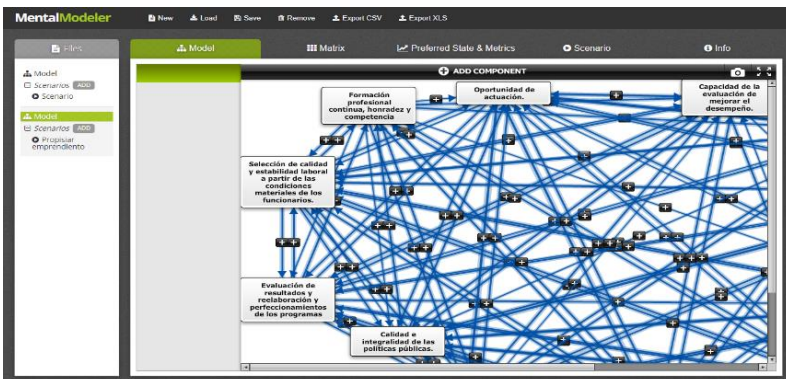 MentalModeler
New
Load
Save
Remove
Export CSV
Export XLS
Files
Model
Matrix
Preferred State & Metrics
Scenario
Info
Model
Scenarios ADD
Scenario
Model
Scenarios ADD
Propisiar
emprendiento
ADD COMPONENT
Formación
profesional
continua, honradez y
competencia
Oportunidad de
actuación.
Capacidad de la
evaluación de
mejorar el
desempeño.
Selección de calidad
y estabilidad laboral
a partir de las
condiciones
materiales de los
funcionarios.
Evaluación de
resultados y
reelaboración y
perfeccionamientos
de los programas
Calidad e
integralidad de las
políticas públicas.